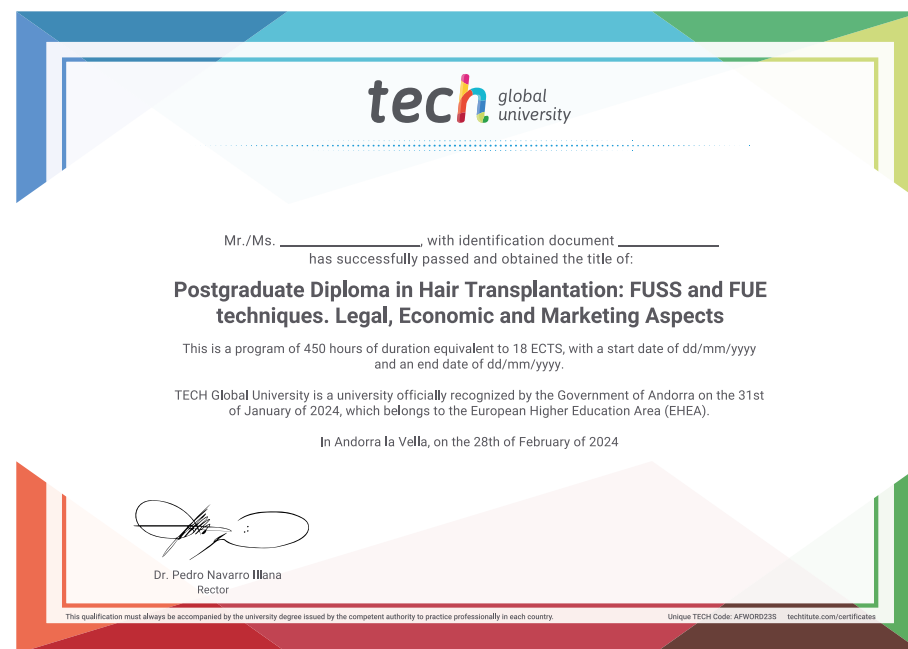 tech global
university
Mr./Ms. ____________________, with identification document ______________
has successfully passed and obtained the title of:
Postgraduate Diploma in Hair Transplantation: FUSS and FUE
techniques. Legal, Economic and Marketing Aspects
This is a program of 450 hours of duration equivalent to 18 ECTS, with a start date of dd/mm/yyyy
and an end date of dd/mm/yyyy.
TECH Global University is a university officially recognized by the Government of Andorra on the 31st
of January of 2024, which belongs to the European Higher Education Area (EHEA).
In Andorra la Vella, on the 28th of February of 2024
Dr. Pedro Navarro Illana
Rector
This qualification must always be accompanied by the university degree issued by the competent authority to practice professionally in each country.
Unique TECH Code: AFWORD23S techtitute.com/certificates